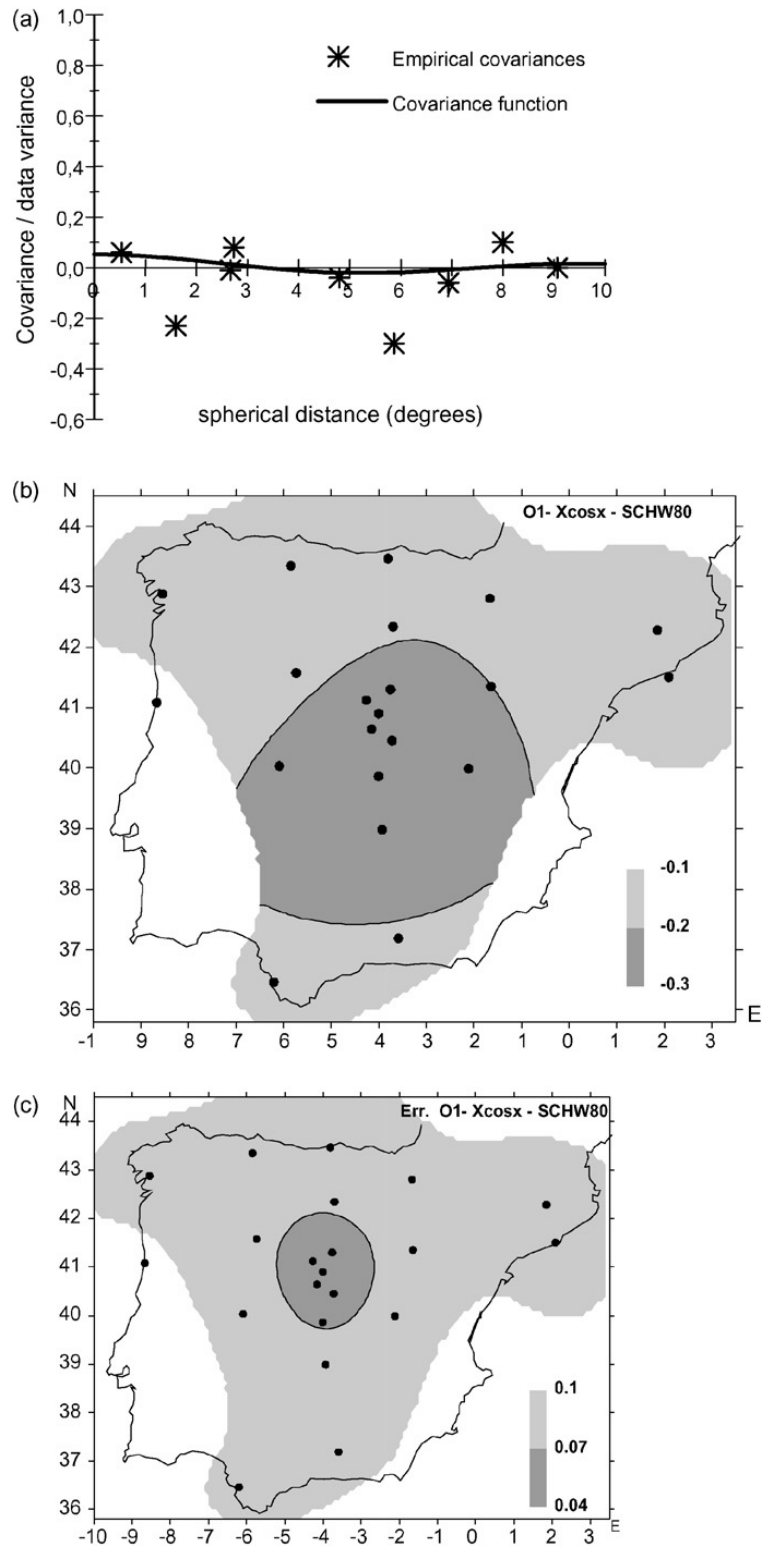 (a)
1,0
0,8
0,6
0,4
0,2
0,0
-0,2
-0,4
-0,6
Covariance / data variance
Empirical covariances
Covariance function
0 1 2 3 4 5 6 7 8 9 10
spherical distance (degrees)
(b)
N
O1- Xcosx - SCHW80
44
43
42
41
40
39
38
37
36
-0.1
-0.2
-0.3
E
-1 9 8 7 6 5 4 3 2 1 0 1 2 3
(c)
N
Err. O1- Xcosx - SCHW80
44
43
42
41
40
39
38
37
36
0.1
0.07
0.04
E
-10 -9 -8 -7 -6 -5 -4 -3 -2 -1 0 1 2 3